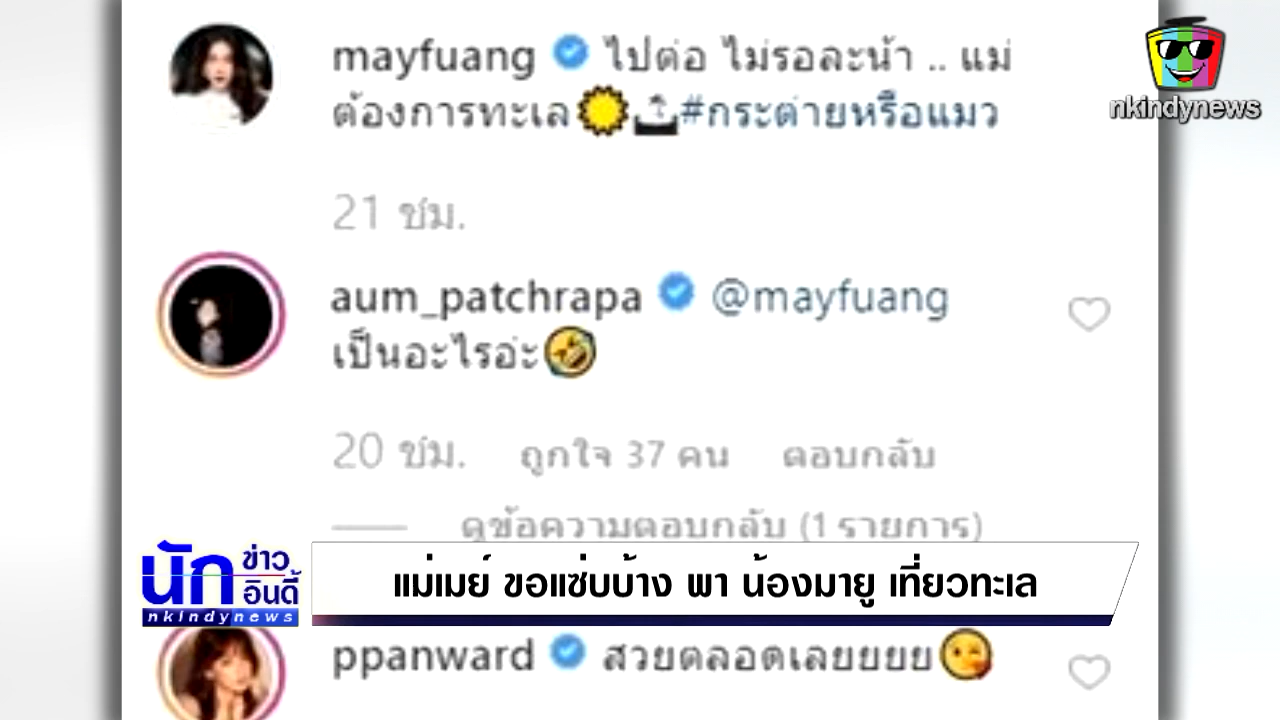 mayfuang ไปต่อ ไม่รอละน้า .. แม่
ต้องการทะเล #กระต่ายหรือแมว
nkindynews
21 ชม.
aum_patchrapa @mayfuang
เป็นอะไรอ่ะ
20 ชม. ถูกใจ 37 คน ตอบกลับ
ดูข้อความตอบกลับ (1 รายการ)
นักข่าวอินดี้
nkindynews
แม่เมย์ ขอแซ่บบ้าง พา น้องมายู เที่ยวทะเล
ppanward สวยตลอดเลยยยย